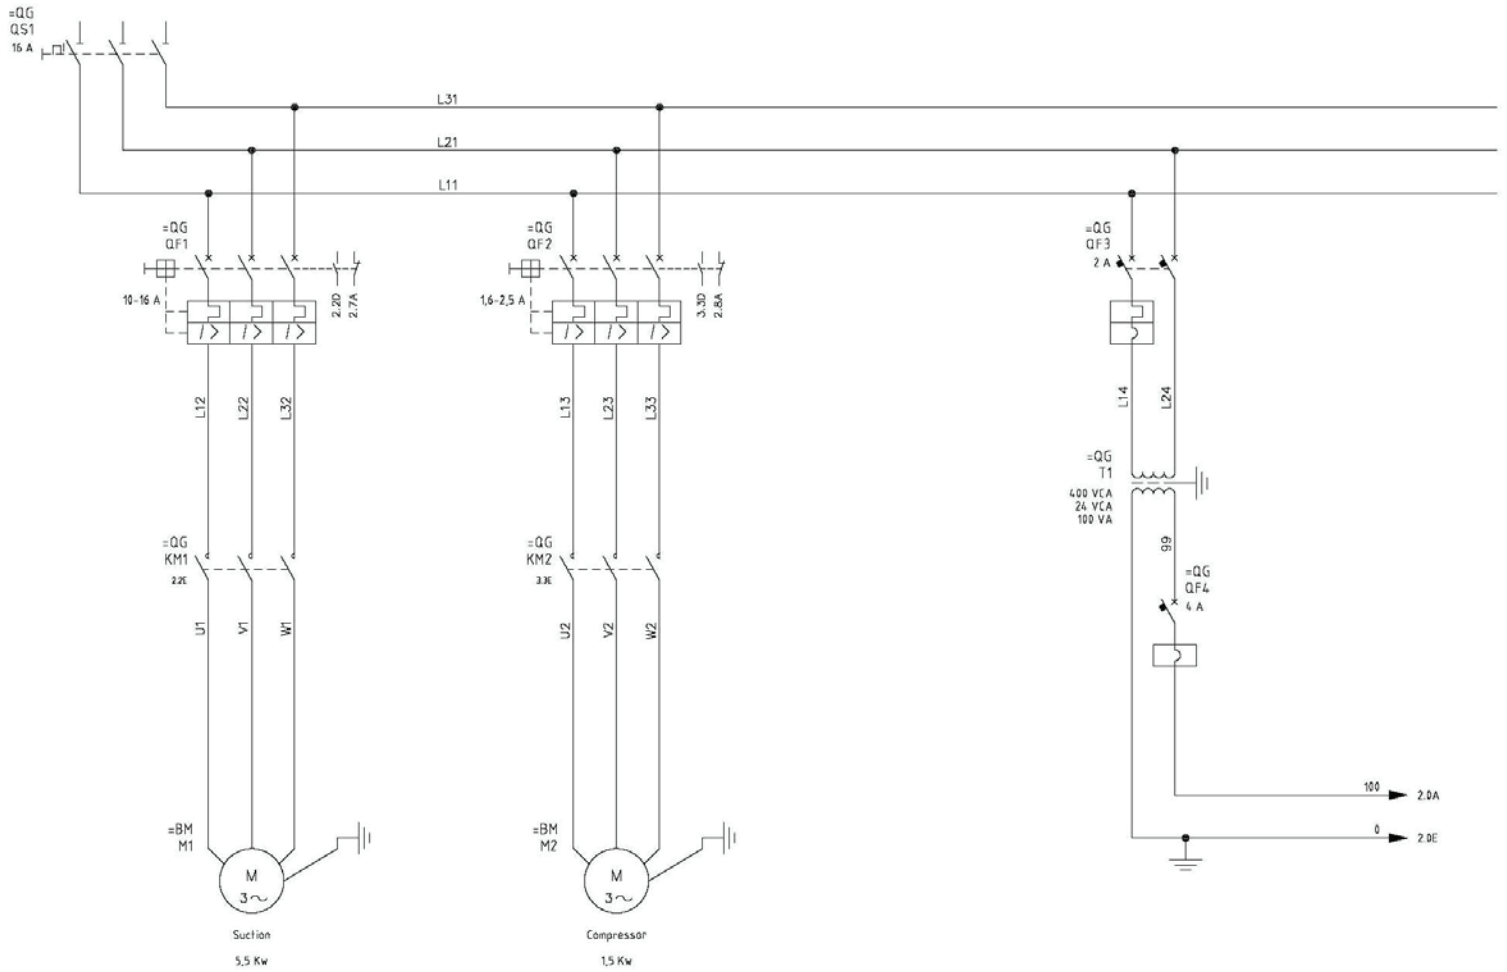 =QG
QS1
16 A
L31
L21
L11
=QG
QF1
10-16 A
2.2D
2.7A
=QG
QF2
1,6-2,5 A
3.3D
2.8A
=QG
QF3
2 A
L12
L22
L32
L13
L23
L33
L14
L24
=QG
T1
400 VCA
24 VCA
100 VA
=QG
KM1
2.2E
=QG
KM2
3.3E
99
=QG
QF4
4 A
U1
V1
W1
U2
V2
W2
100
2.DA
0
2.DE
=BM
M1
M
3~
=BM
M2
M
3~
Suction
5,5 Kw
Compressor
1,5 Kw